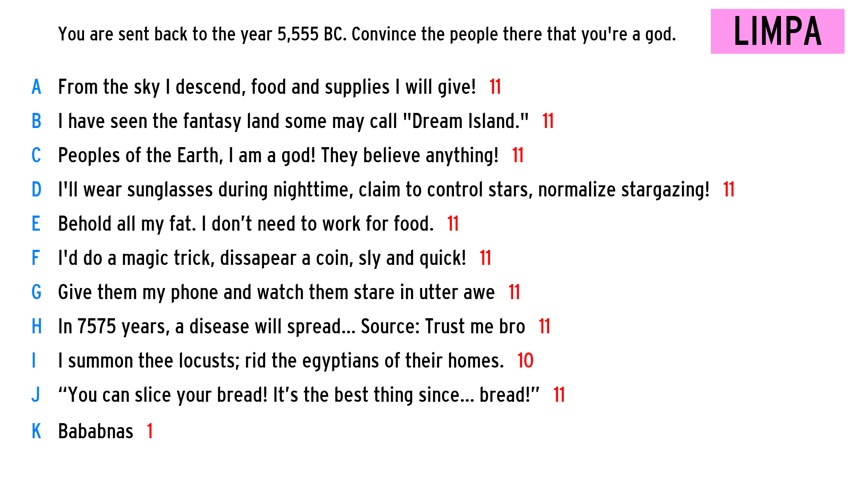 You are sent back to the year 5,555 BC. Convince the people there that you're a god.
LIMPA
A From the sky I descend, food and supplies I will give! 11
B I have seen the fantasy land some may call "Dream Island." 11
C Peoples of the Earth, I am a god! They believe anything! 11
D I'll wear sunglasses during nighttime, claim to control stars, normalize stargazing! 11
E Behold all my fat. I don’t need to work for food. 11
F I'd do a magic trick, dissapear a coin, sly and quick! 11
G Give them my phone and watch them stare in utter awe 11
H In 7575 years, a disease will spread... Source: Trust me bro 11
I I summon thee locusts; rid the egyptians of their homes. 10
J “You can slice your bread! It’s the best thing since... bread!” 11
K Bababnas 1